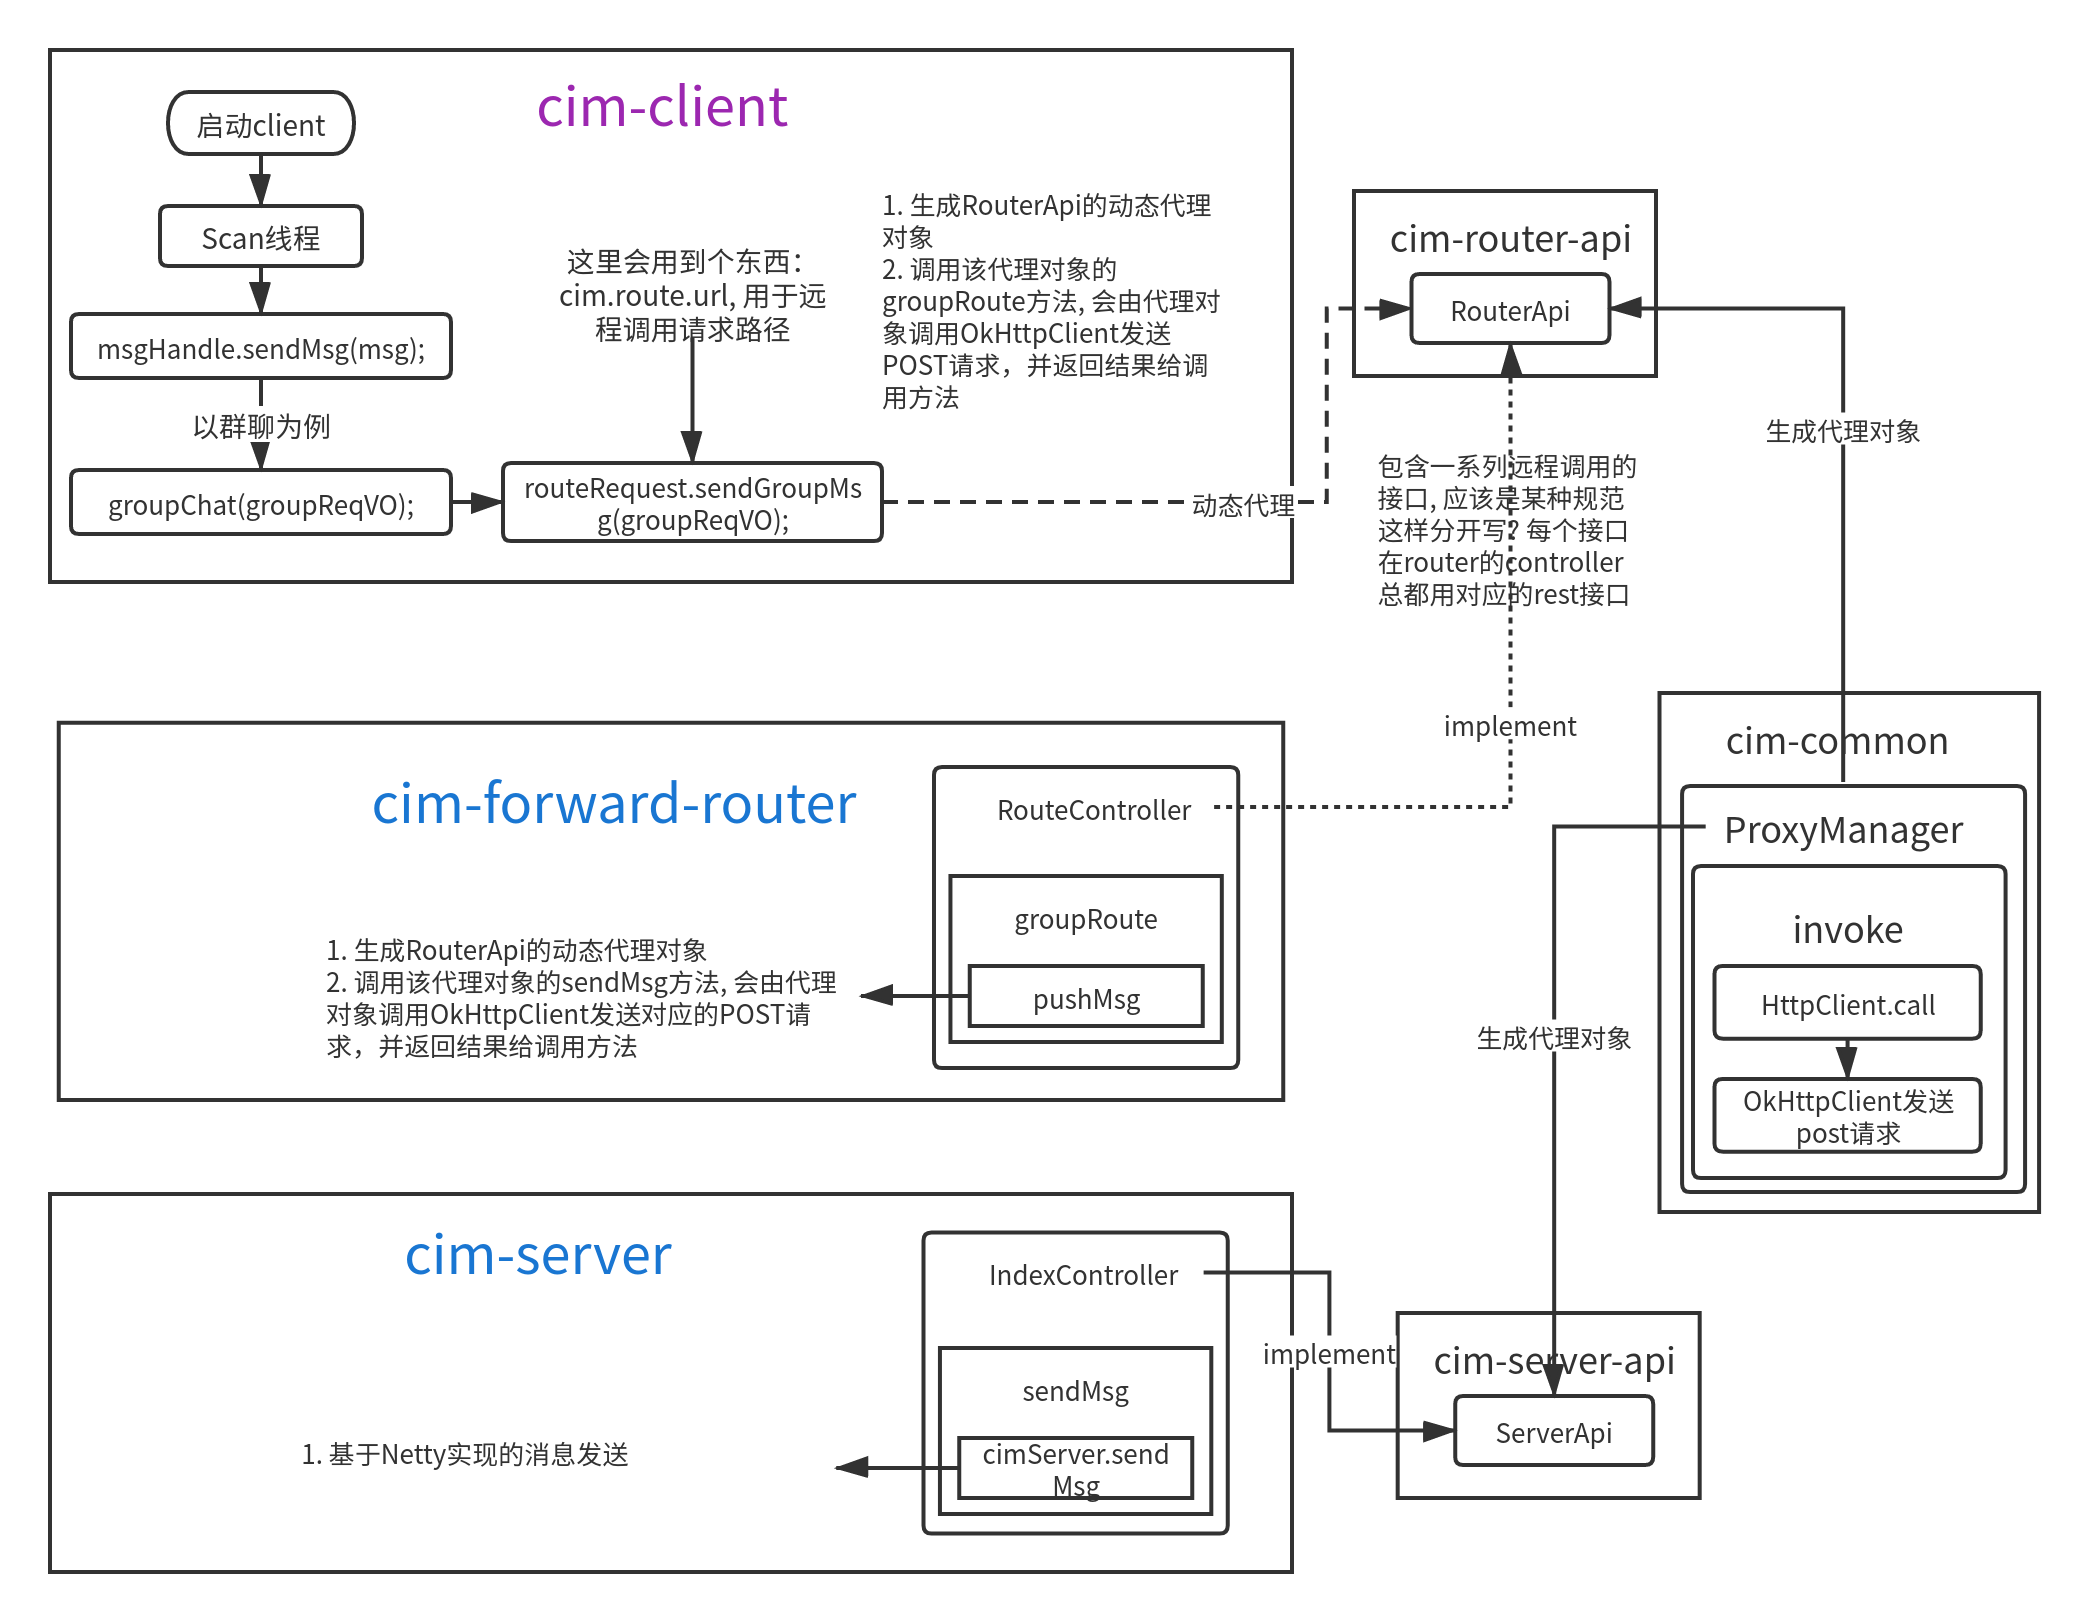 cim-client
启动client
Scan线程
msgHandle.sendMsg(msg);
以群聊为例
groupChat(groupReqVO);
这里会用到个东西：
cim.route.url, 用于远
程调用请求路径
routeRequest.sendGroupMs
g(groupReqVO);
1. 生成RouterApi的动态代理
对象
2. 调用该代理对象的
groupRoute方法, 会由代理对
象调用OkHttpClient发送
POST请求，并返回结果给调
用方法
动态代理
cim-router-api
RouterApi
包含一系列远程调用的
接口, 应该是某种规范
这样分开写? 每个接口
在router的controller
总都用对应的rest接口
生成代理对象
implement
cim-forward-router
RouteController
groupRoute
pushMsg
1. 生成RouterApi的动态代理对象
2. 调用该代理对象的sendMsg方法, 会由代理
对象调用OkHttpClient发送对应的POST请
求，并返回结果给调用方法
cim-common
ProxyManager
invoke
HttpClient.call
OkHttpClient发送
post请求
生成代理对象
cim-server
IndexController
sendMsg
cimServer.send
Msg
1. 基于Netty实现的消息发送
implement
cim-server-api
ServerApi